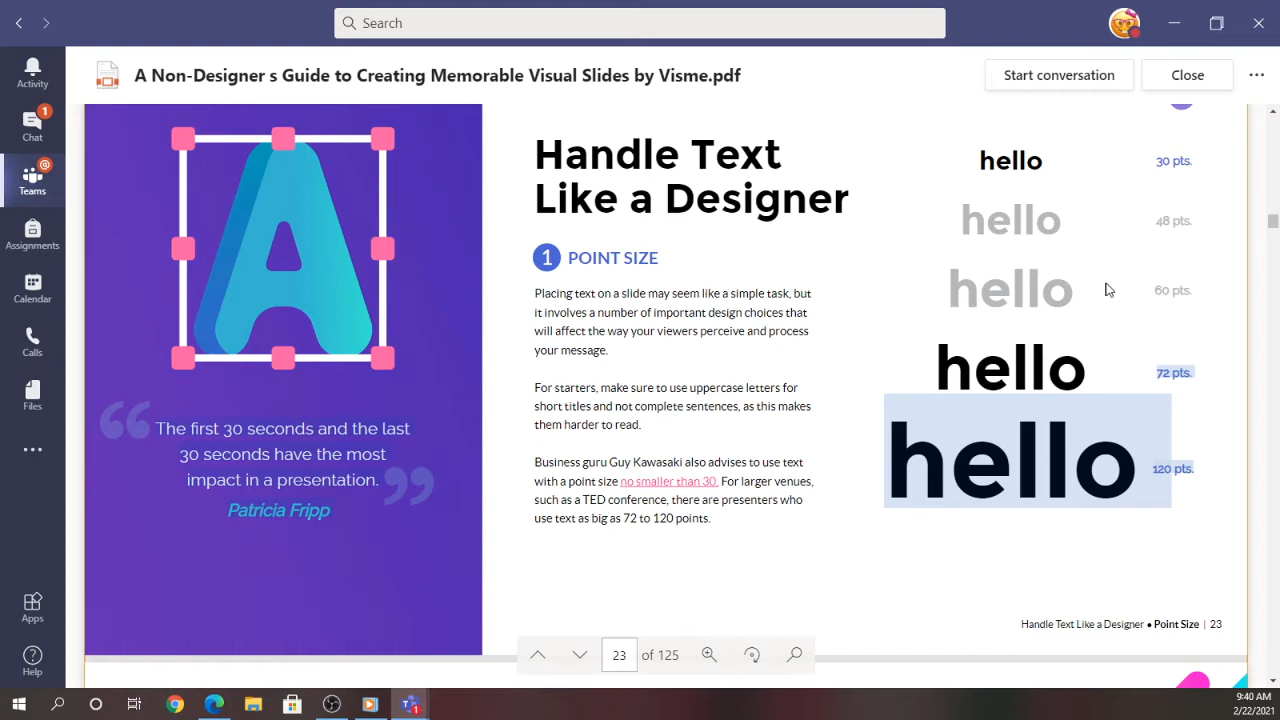 Search
Activity
Chat
1
Teams
@
Assignments
Calendar
Calls
Files
Apps
Help
A Non-Designer s Guide to Creating Memorable Visual Slides by Visme.pdf
Start conversation
Close
A
“
The first 30 seconds and the last
30 seconds have the most
impact in a presentation.
”
Patricia Fripp
Handle Text
Like a Designer
1 POINT SIZE
Placing text on a slide may seem like a simple task, but
it involves a number of important design choices that
will affect the way your viewers perceive and process
your message.
For starters, make sure to use uppercase letters for
short titles and not complete sentences, as this makes
them harder to read.
Business guru Guy Kawasaki also advises to use text
with a point size no smaller than 30. For larger venues,
such as a TED conference, there are presenters who
use text as big as 72 to 120 points.
hello 30 pts.
hello 48 pts.
hello 60 pts.
hello 72 pts.
hello 120 pts.
Handle Text Like a Designer • Point Size | 23
23 of 125
1
9:40 AM
2/22/2021